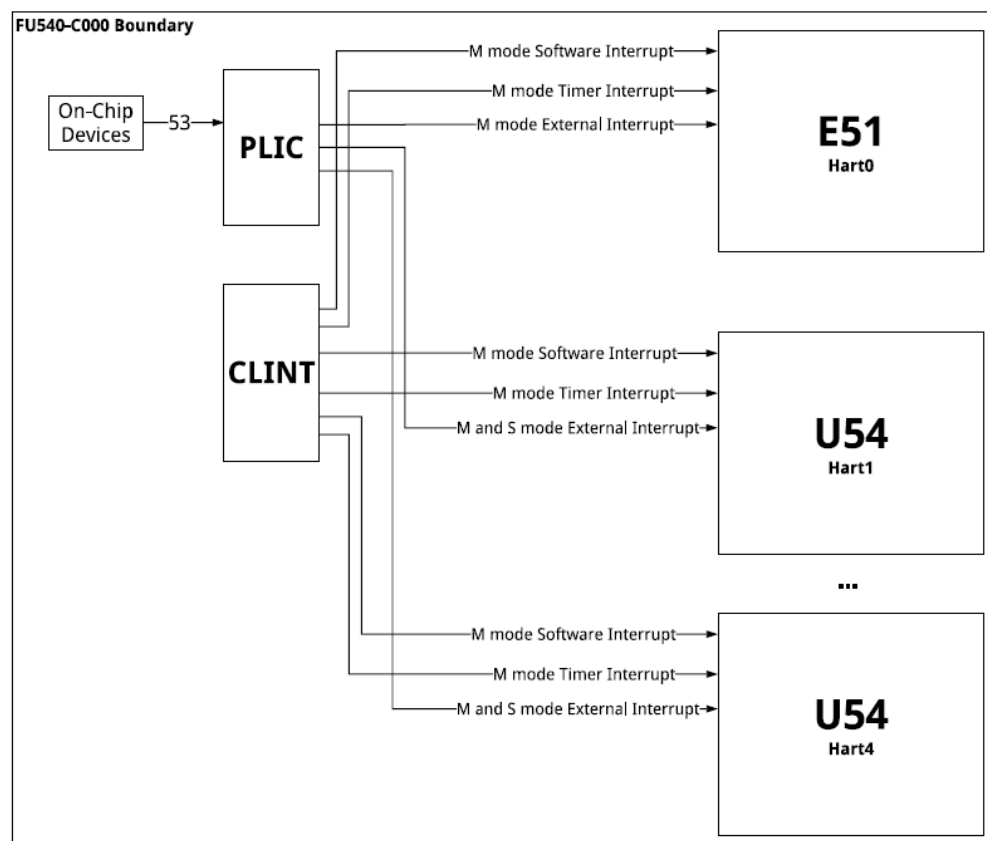 FU540-C000 Boundary
On-Chip
Devices
53
PLIC
CLINT
M mode Software Interrupt
M mode Timer Interrupt
M mode External Interrupt
E51
Hart0
M mode Software Interrupt
M mode Timer Interrupt
M and S mode External Interrupt
U54
Hart1
...
M mode Software Interrupt
M mode Timer Interrupt
M and S mode External Interrupt
U54
Hart4